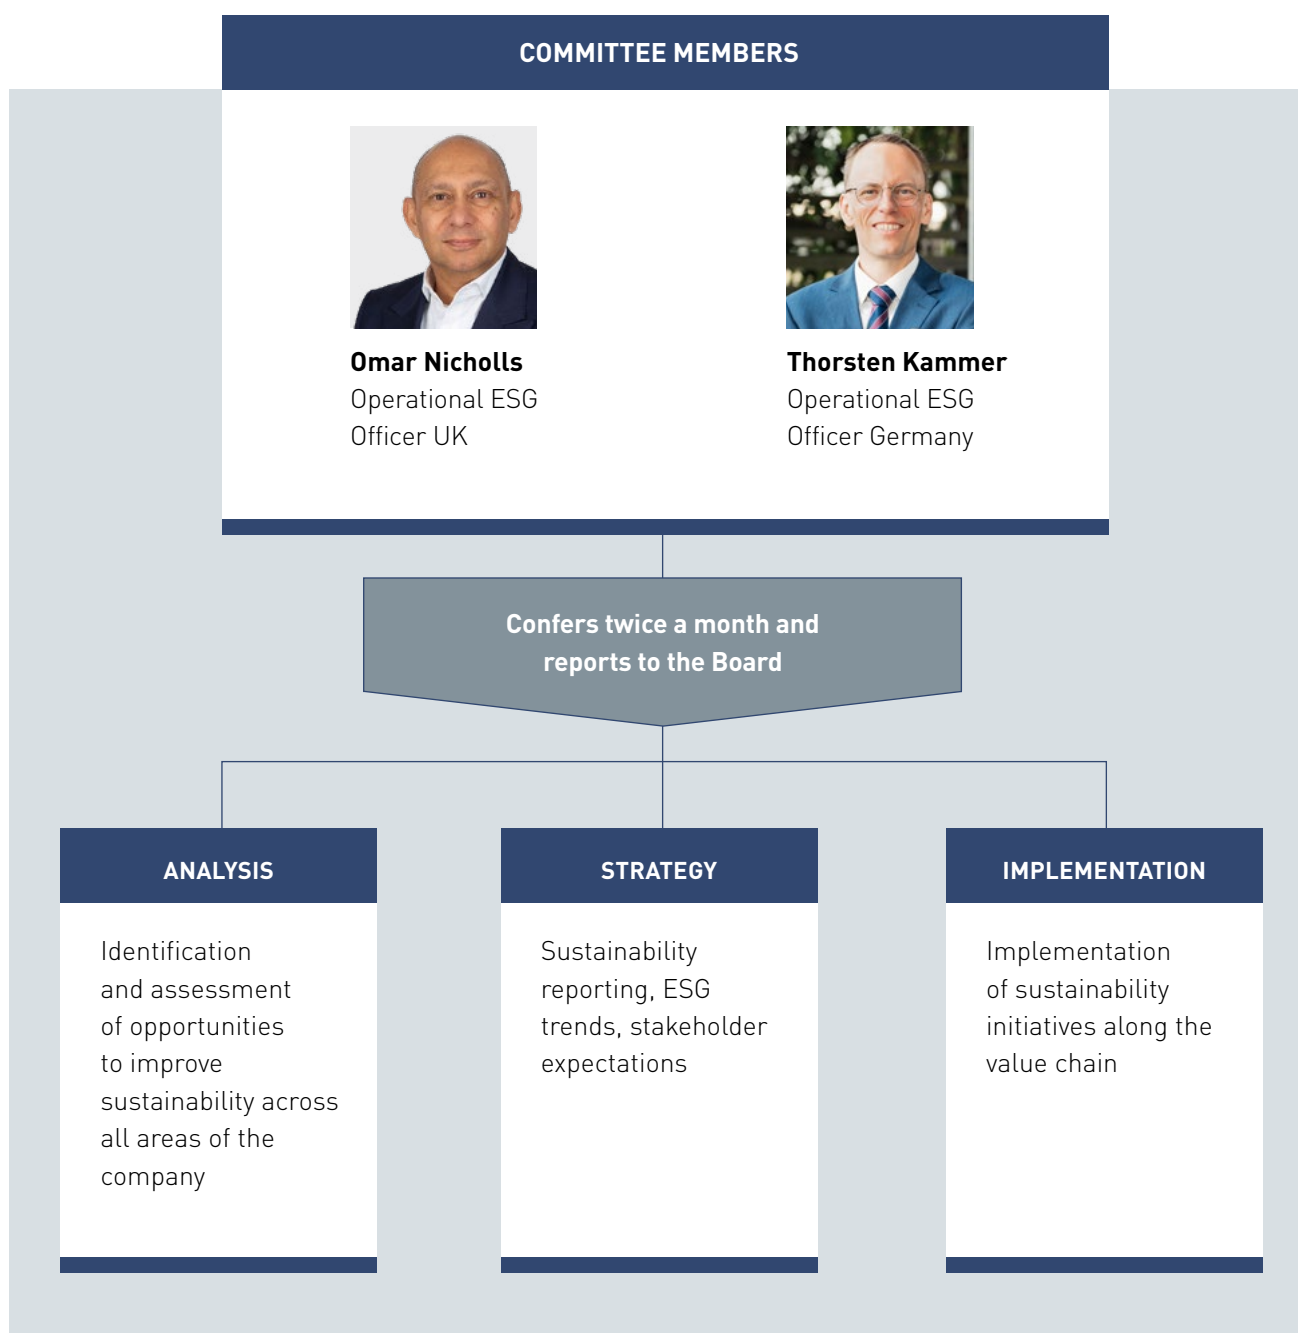 COMMITTEE MEMBERS
Omar Nicholls
Operational ESG
Officer UK
Thorsten Kammer
Operational ESG
Officer Germany
Confers twice a month and
reports to the Board
ANALYSIS
Identification
and assessment
of opportunities
to improve
sustainability across
all areas of the
company
STRATEGY
Sustainability
reporting, ESG
trends, stakeholder
expectations
IMPLEMENTATION
Implementation
of sustainability
initiatives along the
value chain